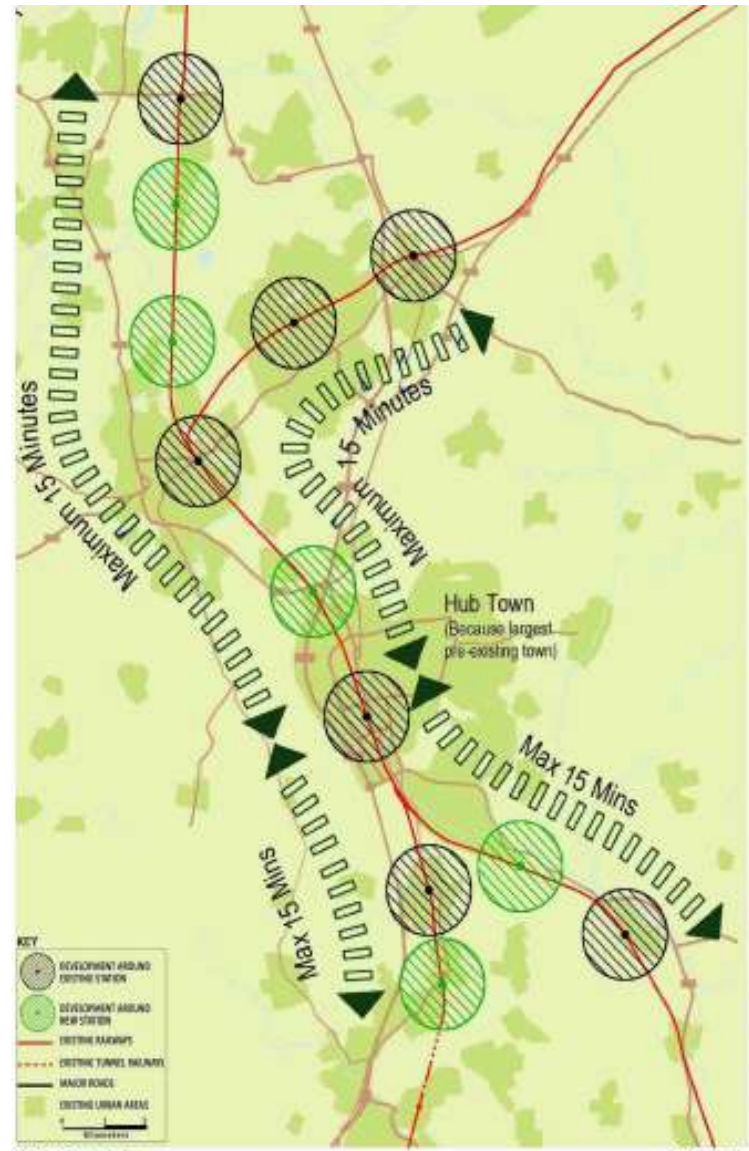 Maximum 15 Minutes
Maximum 15 Minutes
Hub Town
(Because largest
pre-existing town)
Max 15 Mins
Max 15 Mins
KEY
DEVELOPMENT AROUND
EXISTING STATION
DEVELOPMENT AROUND
NEW STATION
EXISTING RAILWAYS
EXISTING TUNNEL RAILWAYS
MAJOR ROADS
EXISTING URBAN AREAS
Kilometers